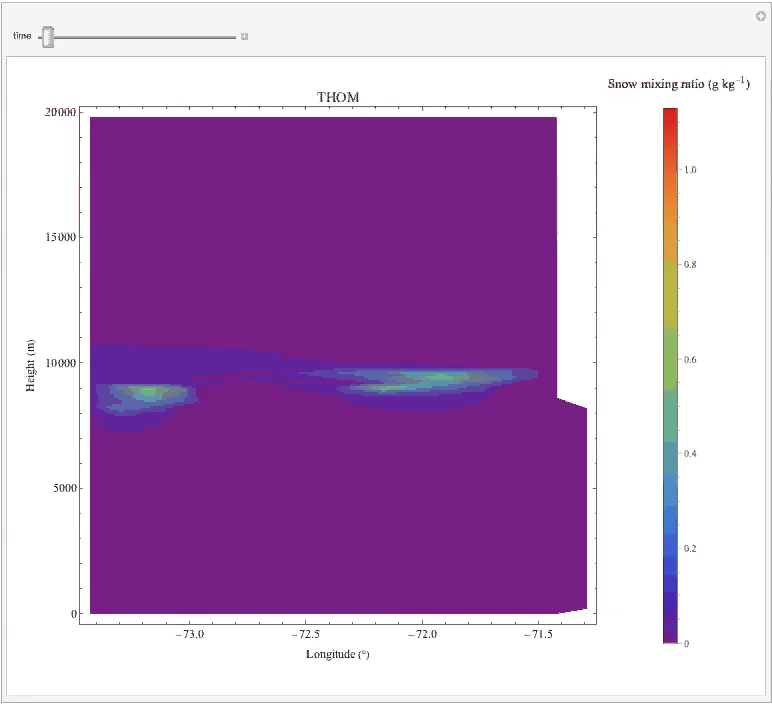 time
Snow mixing ratio (g kg⁻¹)
THOM
20000
15000
10000
5000
0
Height (m)
−73.0 −72.5 −72.0 −71.5
Longitude (°)
1.0
0.8
0.6
0.4
0.2
0